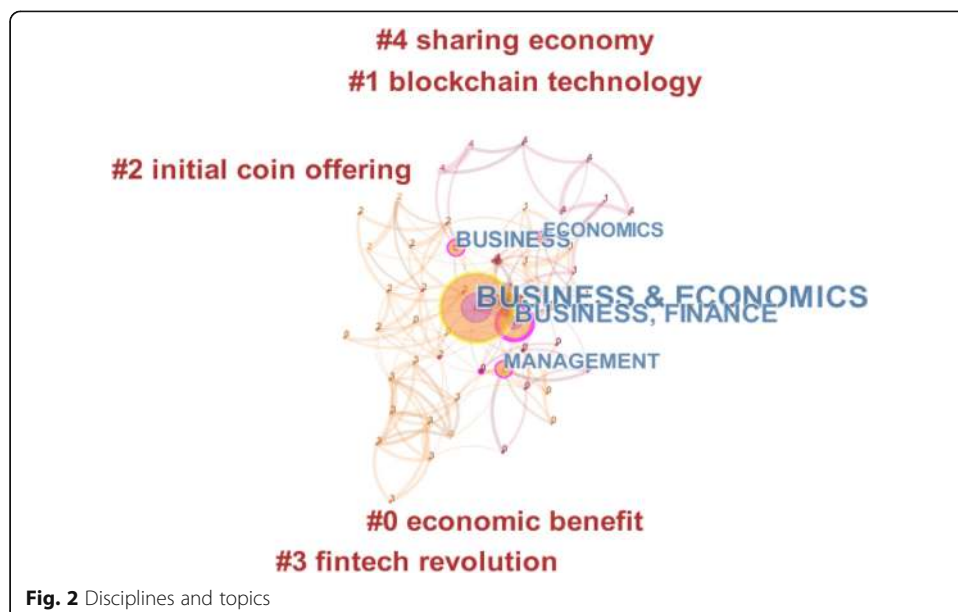 #4 sharing economy
#1 blockchain technology
#2 initial coin offering
BUSINESS
ECONOMICS
BUSINESS & ECONOMICS
BUSINESS, FINANCE
MANAGEMENT
#0 economic benefit
#3 fintech revolution
Fig. 2 Disciplines and topics